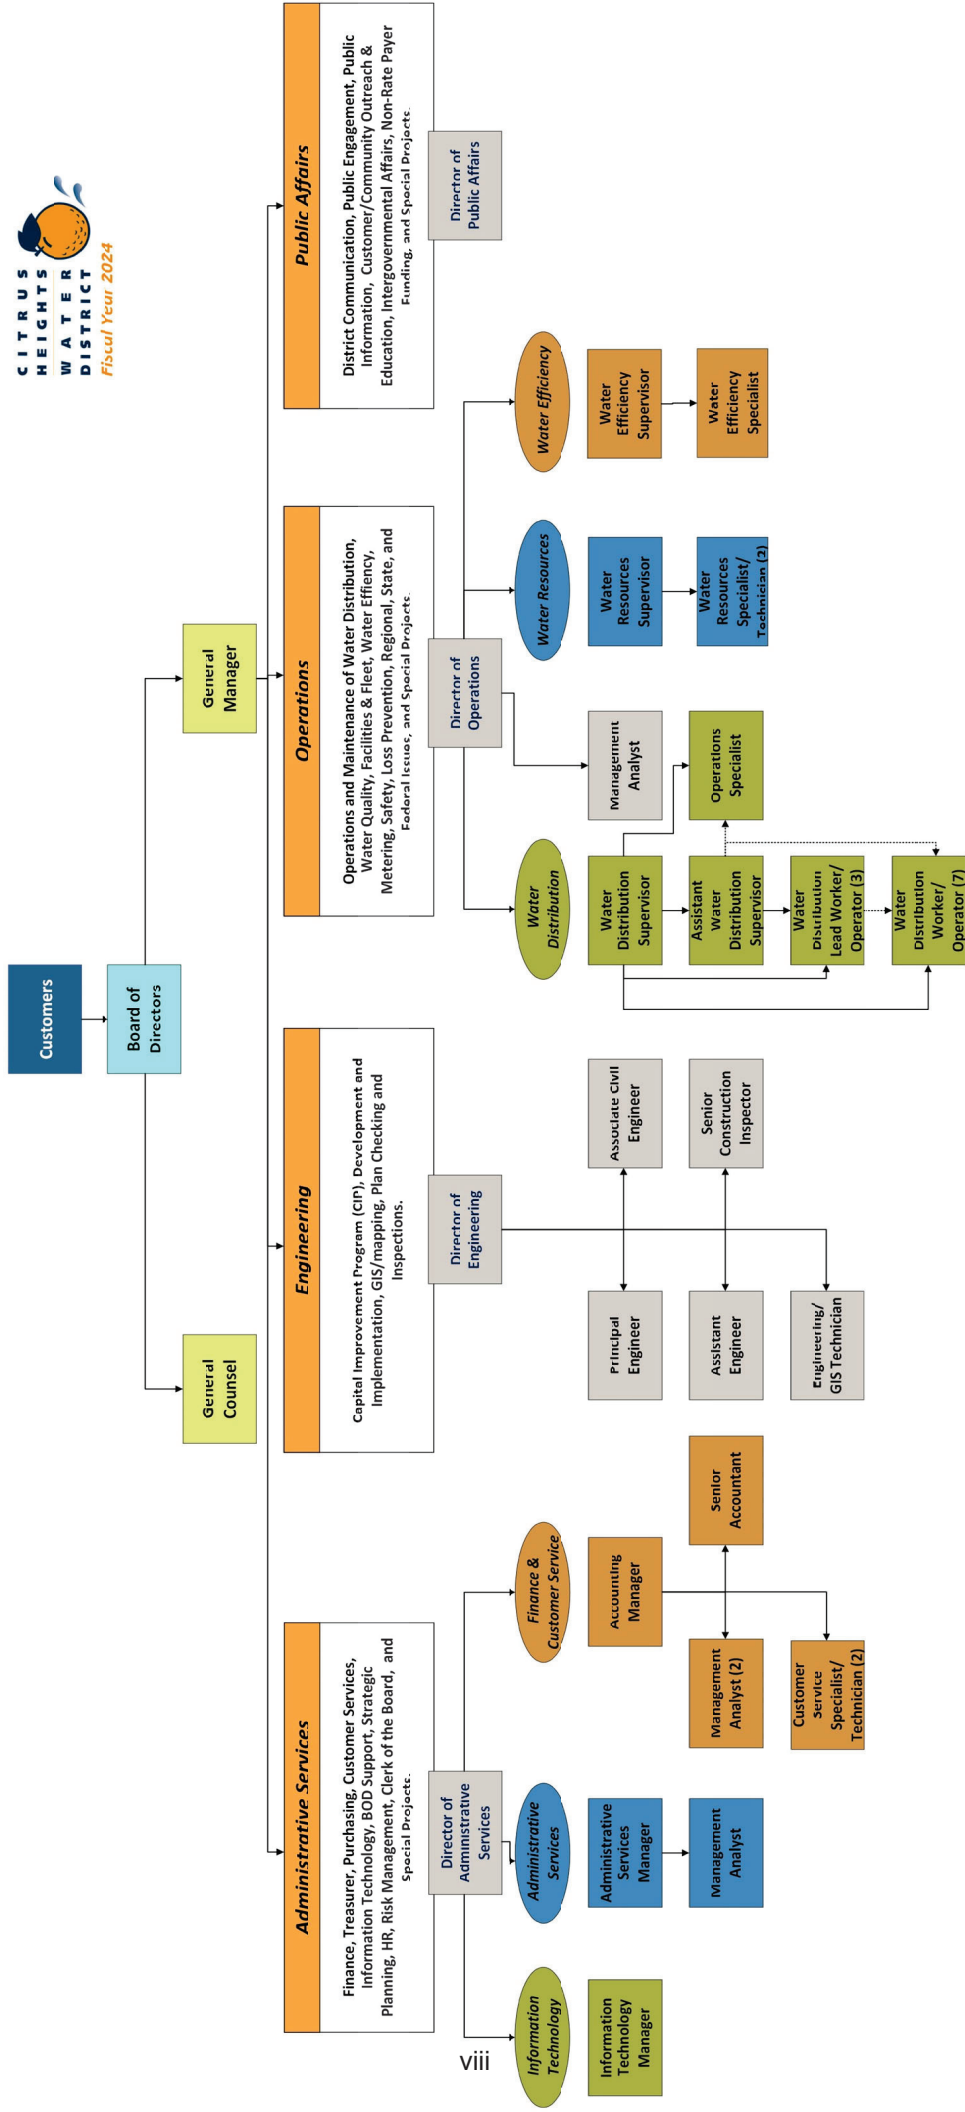 CITRUS
HEIGHTS
WATER
DISTRICT
Fiscal Year 2024
Customers
Board of
Directors
General
Counsel
General
Manager
Administrative Services
Finance, Treasurer, Purchasing, Customer Services,
Information Technology, BOD Support, Strategic
Planning, HR, Risk Management, Clerk of the Board, and
Special Projects.
Director of
Administrative
Services
Information
Technology
Information
Technology
Manager
Administrative
Services
Administrative
Services
Manager
Management
Analyst
Finance &
Customer Service
Accounting
Manager
Management
Analyst (2)
Senior
Accountant
Customer
Service
Specialist/
Technician (2)
Engineering
Capital Improvement Program (CIP), Development and
Implementation, GIS/mapping, Plan Checking and
Inspections.
Director of
Engineering
Principal
Engineer
Associate Civil
Engineer
Assistant
Engineer
Senior
Construction
Inspector
Engineering/
GIS Technician
Operations
Operations and Maintenance of Water Distribution,
Water Quality, Facilities & Fleet, Water Effiency,
Metering, Safety, Loss Prevention, Regional, State, and
Federal Issues, and Special Projects.
Director of
Operations
Water
Distribution
Water
Distribution
Supervisor
Assistant
Water
Distribution
Supervisor
Water
Distribution
Lead Worker/
Operator (3)
Water
Distribution
Worker/
Operator (7)
Management
Analyst
Operations
Specialist
Water Resources
Water
Resources
Supervisor
Water
Resources
Specialist/
Technician (2)
Water Efficiency
Water
Efficiency
Supervisor
Water
Efficiency
Specialist
Public Affairs
District Communication, Public Engagement, Public
Information, Customer/Community Outreach &
Education, Intergovernmental Affairs, Non-Rate Payer
Funding, and Special Projects.
Director of
Public Affairs
viii